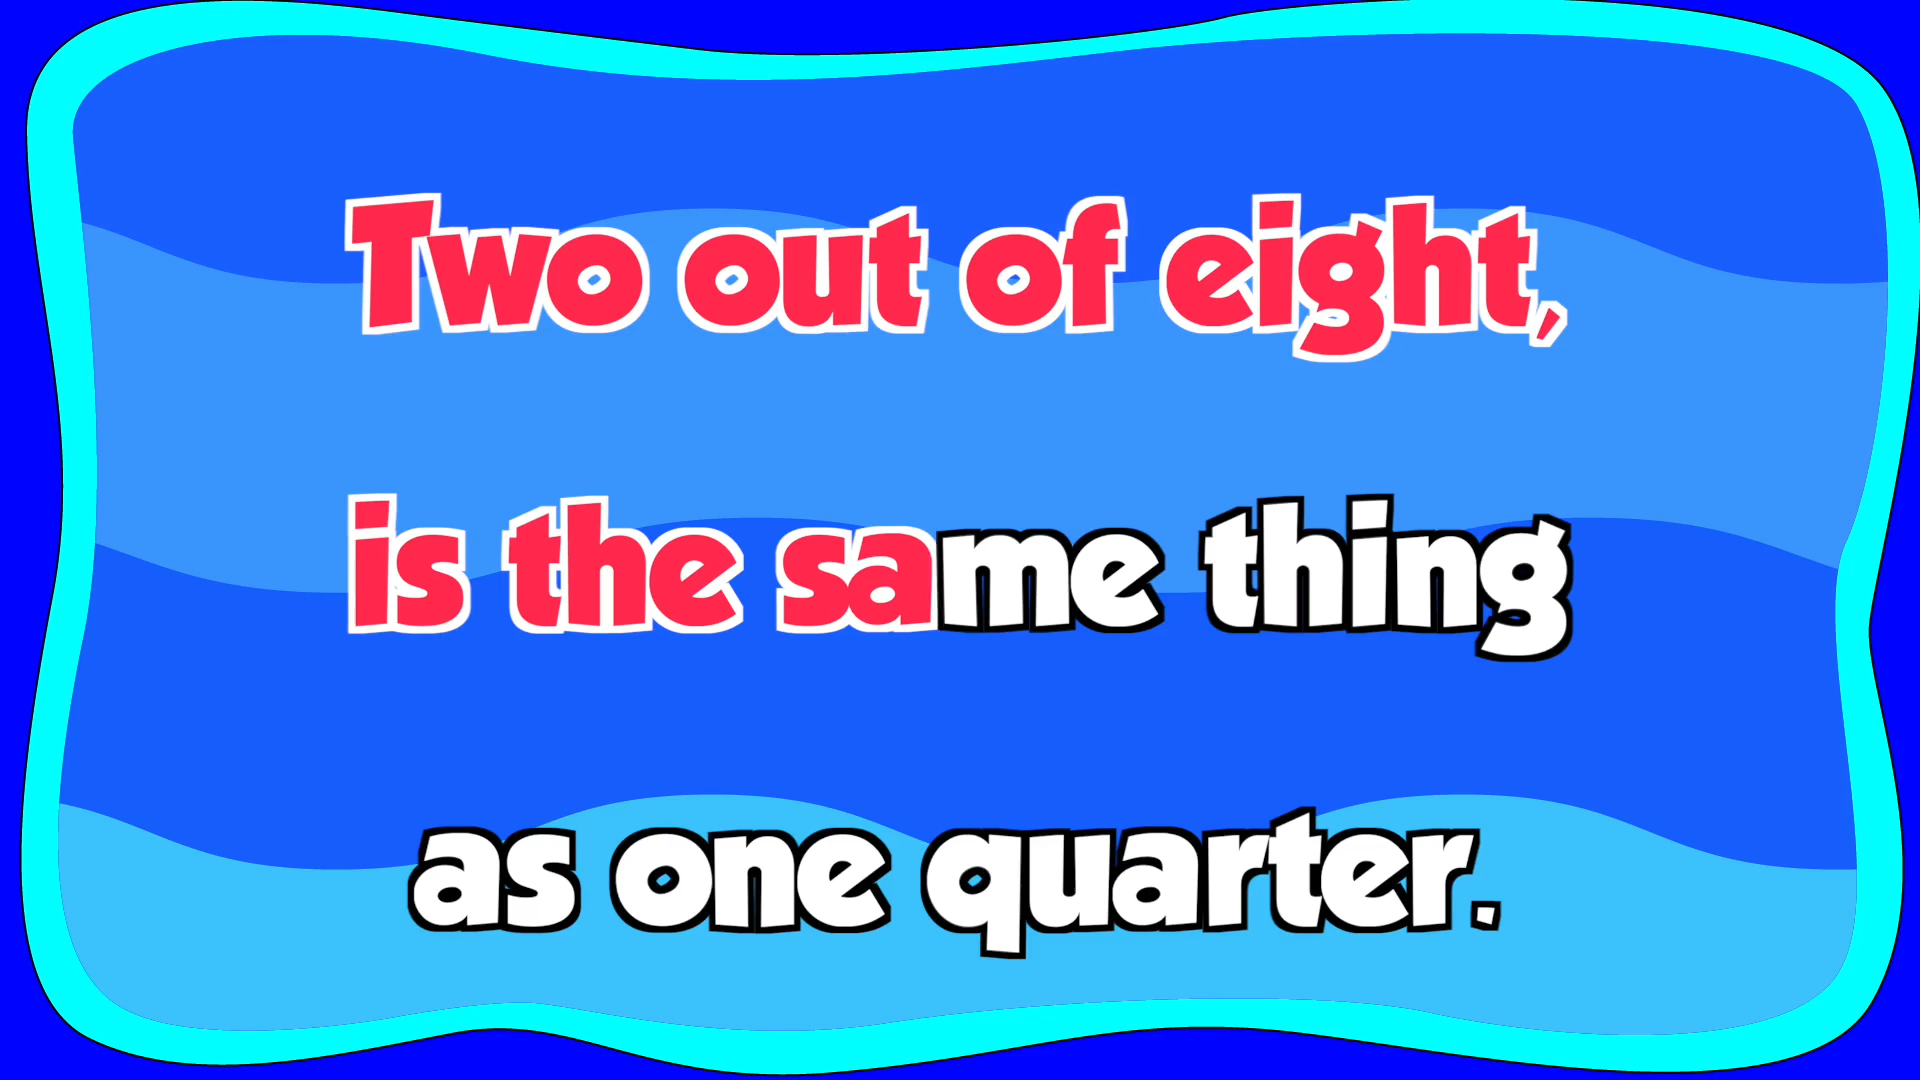 Two out of eight,
is the same thing
as one quarter.